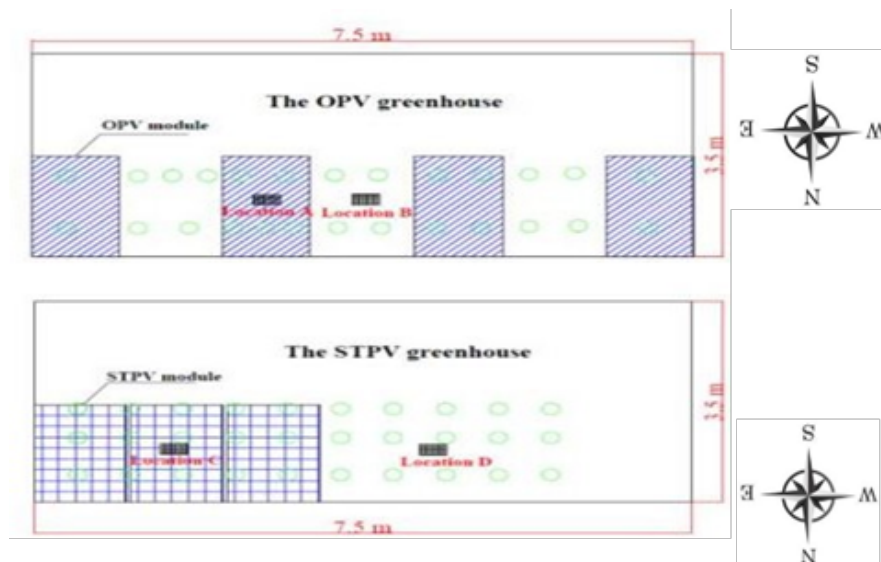 7.5 m
The OPV greenhouse
OPV module
3.5 m
Location A
Location B
S
E
W
N
The STPV greenhouse
STPV module
3.5 m
Location C
Location D
7.5 m
S
E
W
N